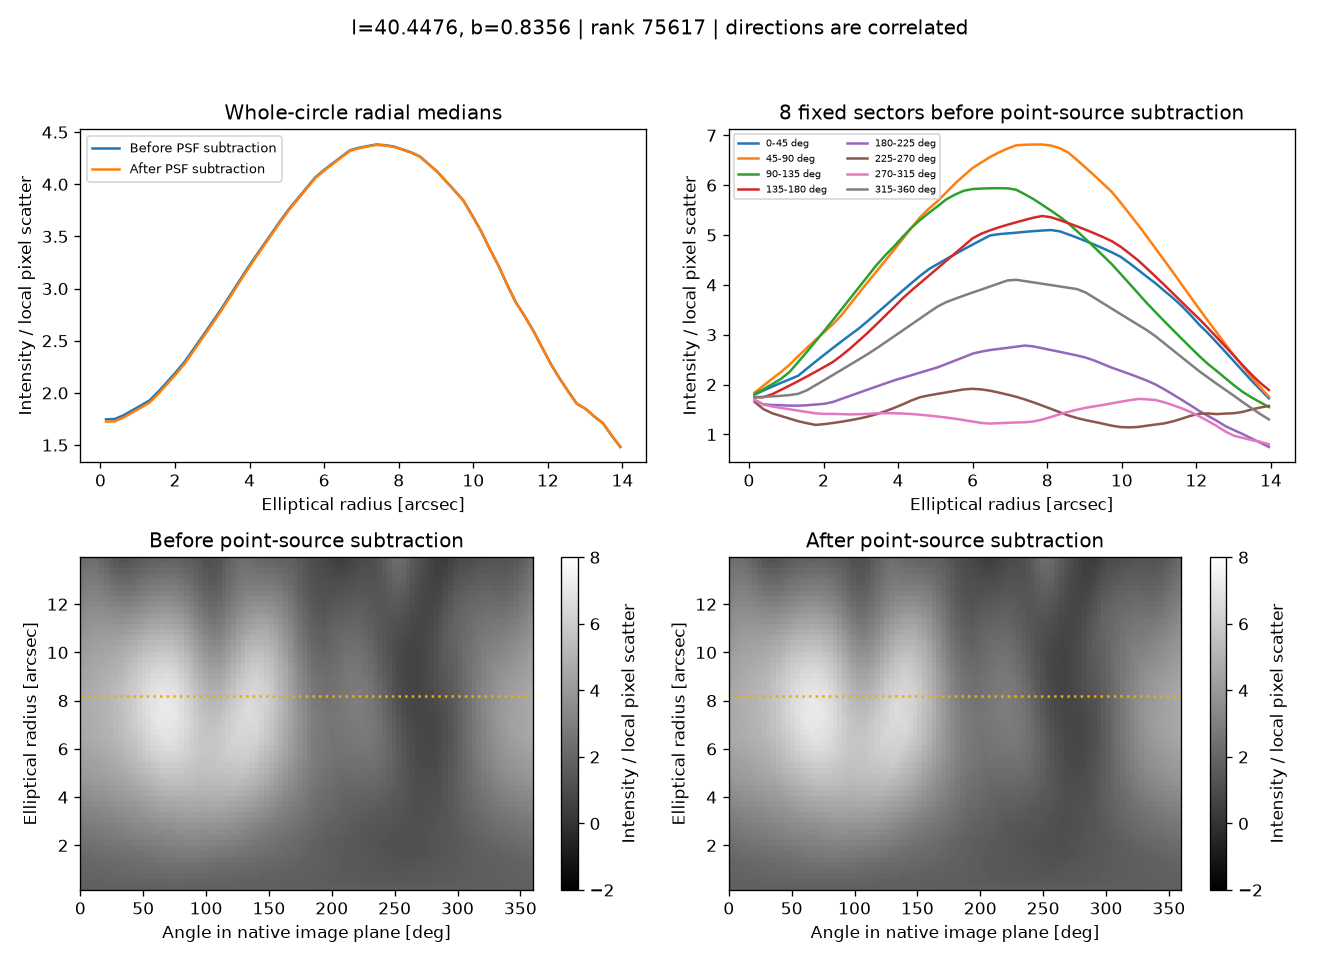 l=40.4476, b=0.8356 | rank 75617 | directions are correlated
Whole-circle radial medians
Before PSF subtraction
After PSF subtraction
4.5
4.0
3.5
3.0
2.5
2.0
1.5
Intensity / local pixel scatter
0 2 4 6 8 10 12 14
Elliptical radius [arcsec]
8 fixed sectors before point-source subtraction
0-45 deg
45-90 deg
90-135 deg
135-180 deg
180-225 deg
225-270 deg
270-315 deg
315-360 deg
7
6
5
4
3
2
1
Intensity / local pixel scatter
0 2 4 6 8 10 12 14
Elliptical radius [arcsec]
Before point-source subtraction
12
10
8
6
4
2
Elliptical radius [arcsec]
0 50 100 150 200 250 300 350
Angle in native image plane [deg]
8
6
4
2
0
−2
Intensity / local pixel scatter
After point-source subtraction
12
10
8
6
4
2
Elliptical radius [arcsec]
0 50 100 150 200 250 300 350
Angle in native image plane [deg]
8
6
4
2
0
−2
Intensity / local pixel scatter